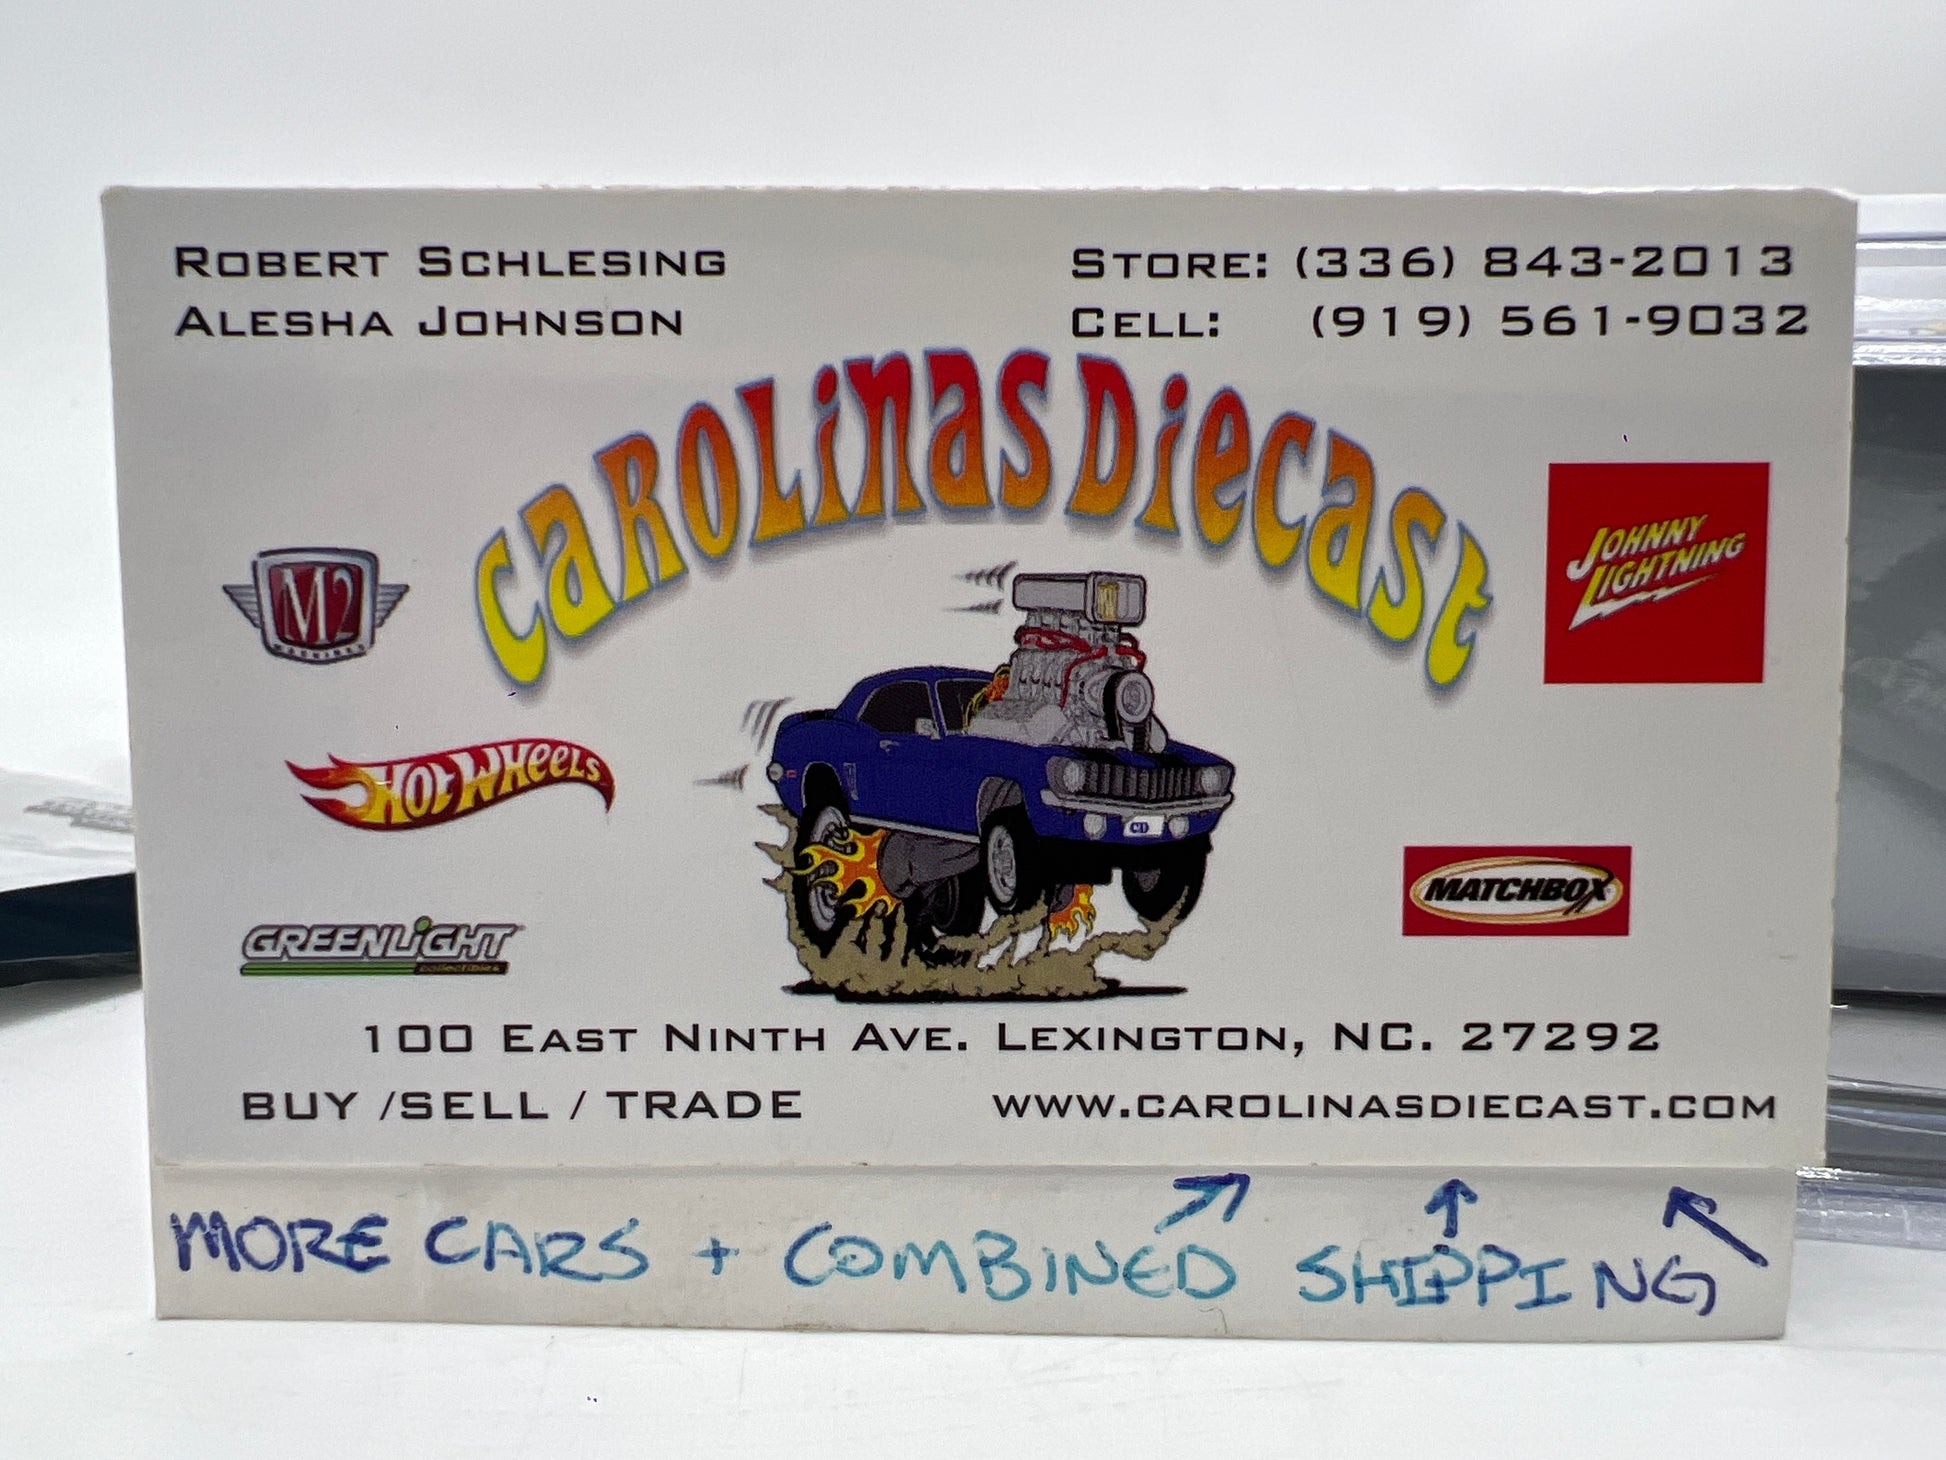 ROBERT SCHLESING
ALESHA JOHNSON
STORE: (336) 843-2013
CELL: (919) 561-9032
CAROLINAS DIECAST
M2
MACHINES
JOHNNY
LIGHTNING
HOT WHEELS
MATCHBOX
GREENLIGHT
collectibles
100 EAST NINTH AVE. LEXINGTON, NC. 27292
BUY /SELL / TRADE
WWW.CAROLINASDIECAST.COM
MORE CARS + COMBINED SHIPPING